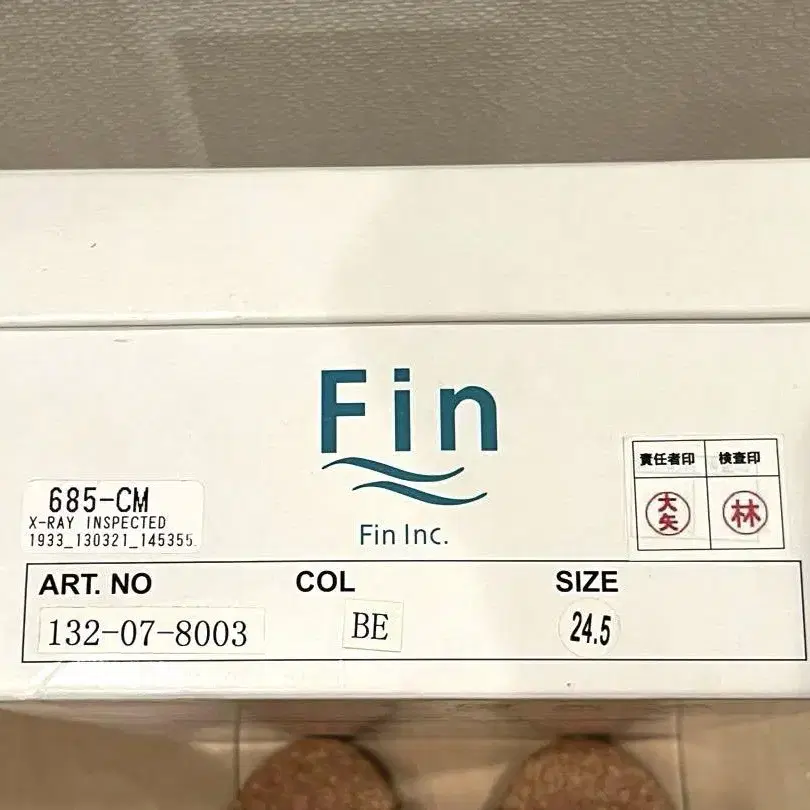 Fin
Fin Inc.
責任者印 検査印
大矢 林
685-CM
X-RAY INSPECTED
1933_130321_145355
ART. NO COL SIZE
132-07-8003 BE 24.5